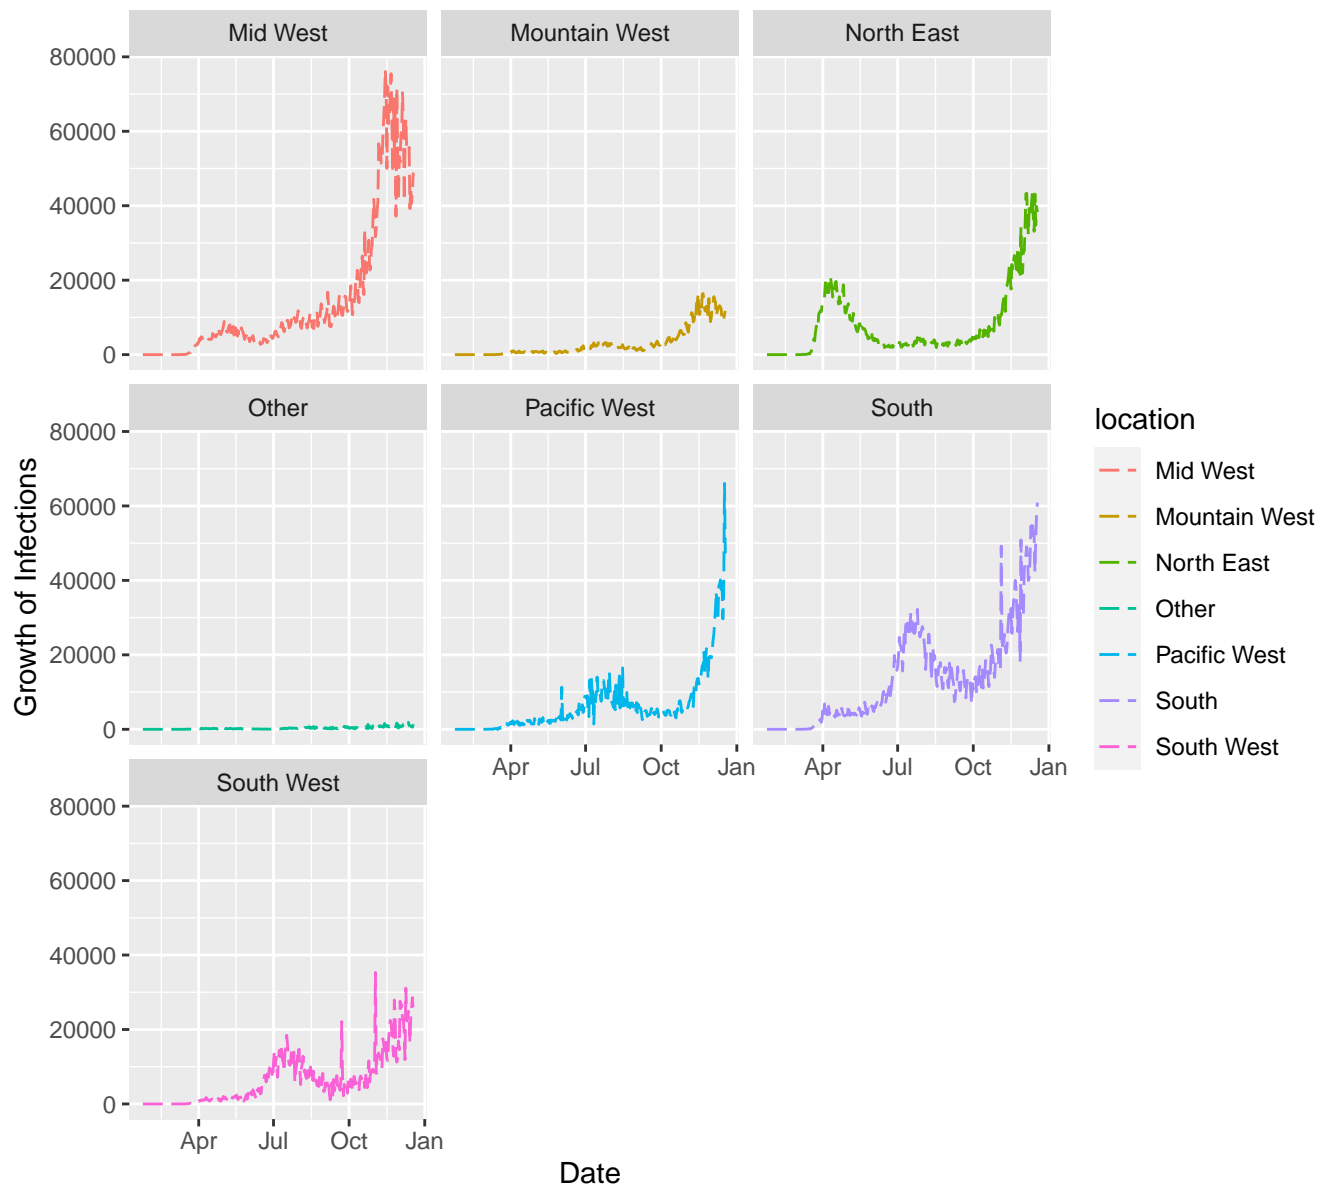 Mid West
Mountain West
North East
80000
60000
40000
20000
0
Other
Pacific West
South
80000
60000
40000
20000
0
Apr
Jul
Oct
Jan
Apr
Jul
Oct
Jan
South West
80000
60000
40000
20000
0
Apr
Jul
Oct
Jan
Growth of Infections
Date
location
Mid West
Mountain West
North East
Other
Pacific West
South
South West